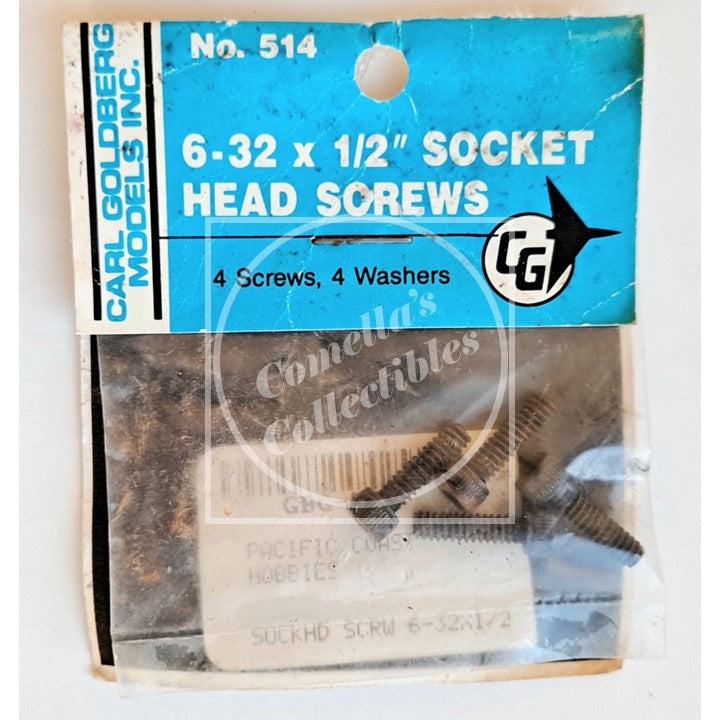 CARL GOLDBERG
MODELS INC.
No. 514
6-32 x 1/2" SOCKET
HEAD SCREWS
4 Screws, 4 Washers
CG
Comella's
Collectibles
PACIFIC COAST
HOBBIES
SOCKHD SCRW 6-32X1/2